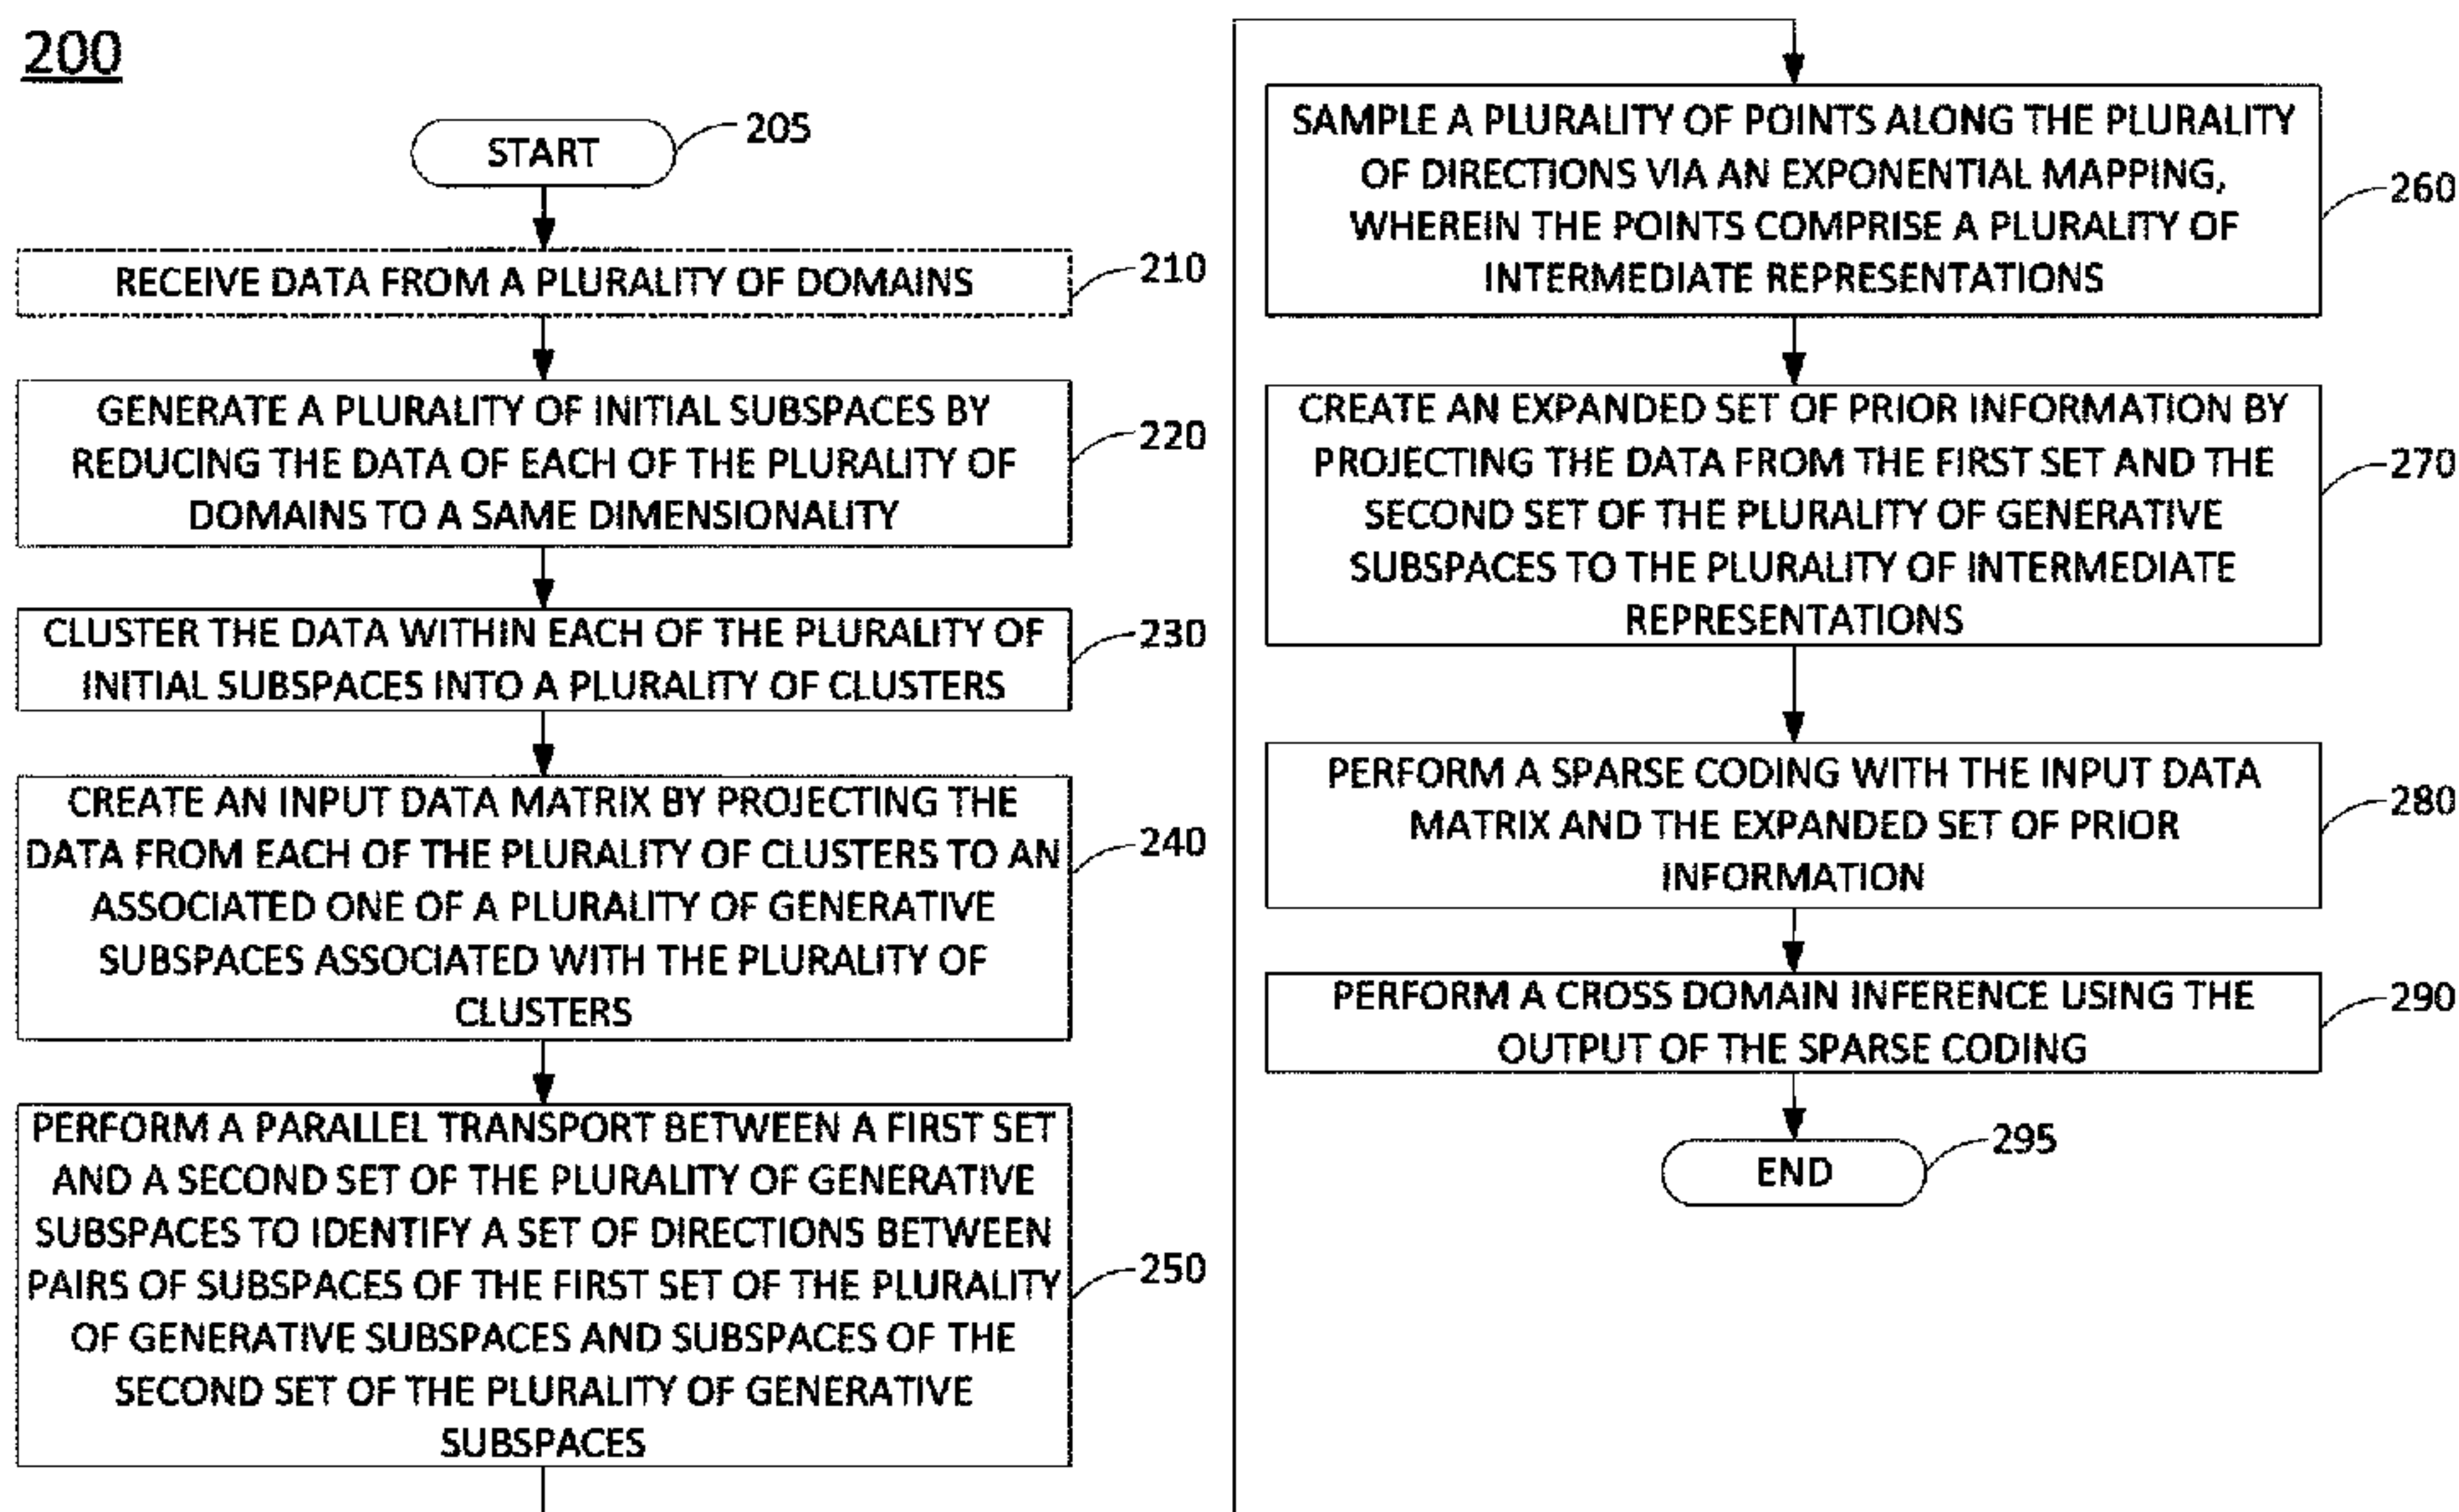 200
START
205
RECEIVE DATA FROM A PLURALITY OF DOMAINS
210
GENERATE A PLURALITY OF INITIAL SUBSPACES BY
REDUCING THE DATA OF EACH OF THE PLURALITY OF
DOMAINS TO A SAME DIMENSIONALITY
220
CLUSTER THE DATA WITHIN EACH OF THE PLURALITY OF
INITIAL SUBSPACES INTO A PLURALITY OF CLUSTERS
230
CREATE AN INPUT DATA MATRIX BY PROJECTING THE
DATA FROM EACH OF THE PLURALITY OF CLUSTERS TO AN
ASSOCIATED ONE OF A PLURALITY OF GENERATIVE
SUBSPACES ASSOCIATED WITH THE PLURALITY OF
CLUSTERS
240
PERFORM A PARALLEL TRANSPORT BETWEEN A FIRST SET
AND A SECOND SET OF THE PLURALITY OF GENERATIVE
SUBSPACES TO IDENTIFY A SET OF DIRECTIONS BETWEEN
PAIRS OF SUBSPACES OF THE FIRST SET OF THE PLURALITY
OF GENERATIVE SUBSPACES AND SUBSPACES OF THE
SECOND SET OF THE PLURALITY OF GENERATIVE
SUBSPACES
250
SAMPLE A PLURALITY OF POINTS ALONG THE PLURALITY
OF DIRECTIONS VIA AN EXPONENTIAL MAPPING,
WHEREIN THE POINTS COMPRISE A PLURALITY OF
INTERMEDIATE REPRESENTATIONS
260
CREATE AN EXPANDED SET OF PRIOR INFORMATION BY
PROJECTING THE DATA FROM THE FIRST SET AND THE
SECOND SET OF THE PLURALITY OF GENERATIVE
SUBSPACES TO THE PLURALITY OF INTERMEDIATE
REPRESENTATIONS
270
PERFORM A SPARSE CODING WITH THE INPUT DATA
MATRIX AND THE EXPANDED SET OF PRIOR
INFORMATION
280
PERFORM A CROSS DOMAIN INFERENCE USING THE
OUTPUT OF THE SPARSE CODING
290
END
295